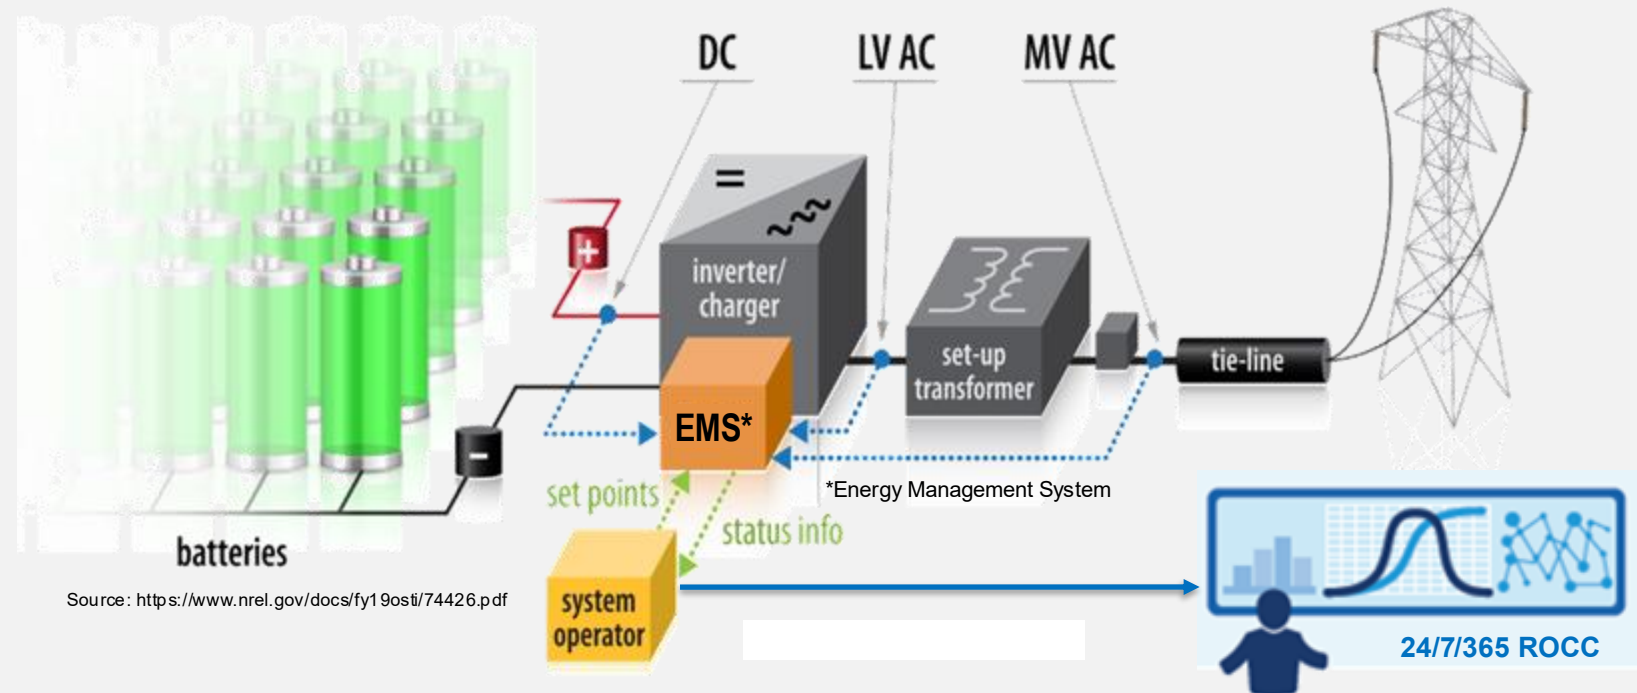 DC
LV AC
MV AC
=
+
inverter/
charger
set-up
transformer
tie-line
EMS*
-
set points
*Energy Management System
status info
batteries
Source: https://www.nrel.gov/docs/fy19osti/74426.pdf
system
operator
24/7/365 ROCC